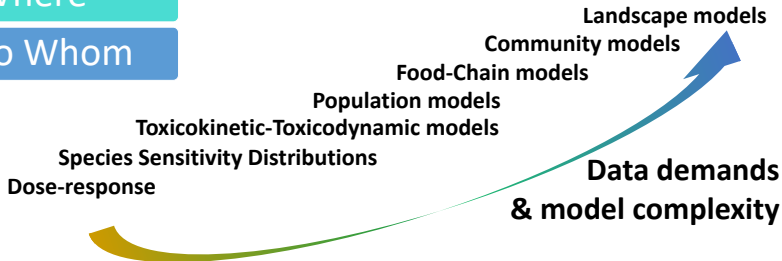 Whom
Landscape models
Community models
Food-Chain models
Population models
Toxicokinetic-Toxicodynamic models
Species Sensitivity Distributions
Dose-response
Data demands
& model complexity